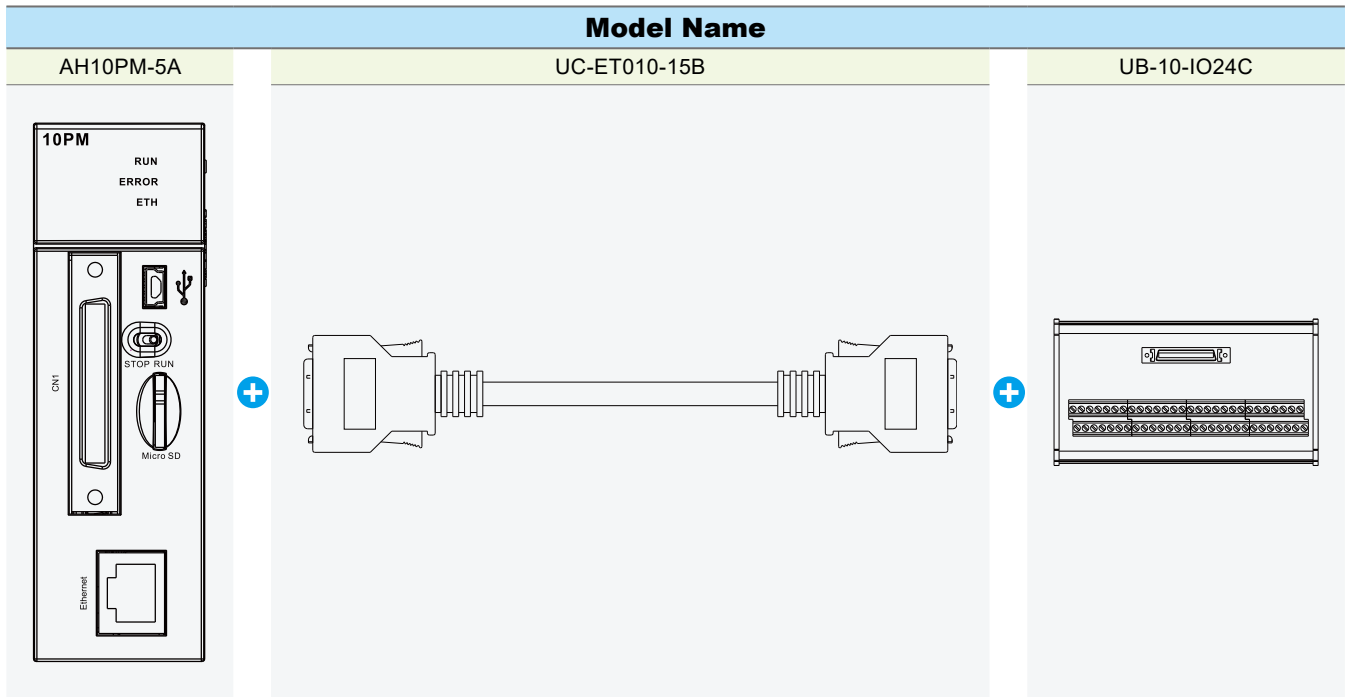 Model Name
AH10PM-5A
UC-ET010-15B
UB-10-IO24C
10PM
RUN
ERROR
ETH
STOP RUN
CN1
Micro SD
Ethernet